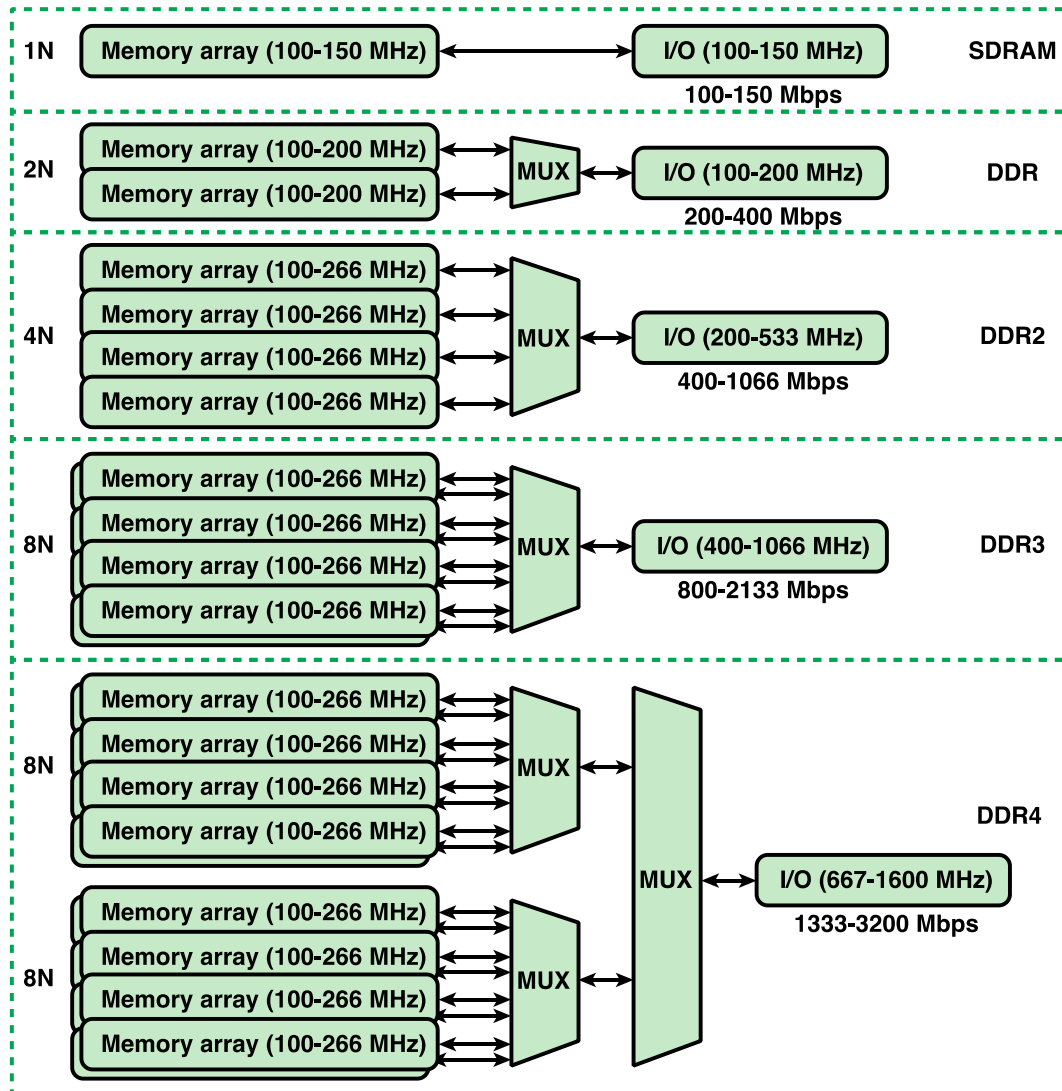 1N
Memory array (100-150 MHz)
I/O (100-150 MHz)
SDRAM
100-150 Mbps
2N
Memory array (100-200 MHz)
Memory array (100-200 MHz)
MUX
I/O (100-200 MHz)
DDR
200-400 Mbps
4N
Memory array (100-266 MHz)
Memory array (100-266 MHz)
Memory array (100-266 MHz)
Memory array (100-266 MHz)
MUX
I/O (200-533 MHz)
DDR2
400-1066 Mbps
8N
Memory array (100-266 MHz)
Memory array (100-266 MHz)
Memory array (100-266 MHz)
Memory array (100-266 MHz)
MUX
I/O (400-1066 MHz)
DDR3
800-2133 Mbps
8N
Memory array (100-266 MHz)
Memory array (100-266 MHz)
Memory array (100-266 MHz)
Memory array (100-266 MHz)
MUX
8N
Memory array (100-266 MHz)
Memory array (100-266 MHz)
Memory array (100-266 MHz)
Memory array (100-266 MHz)
MUX
MUX
DDR4
I/O (667-1600 MHz)
1333-3200 Mbps